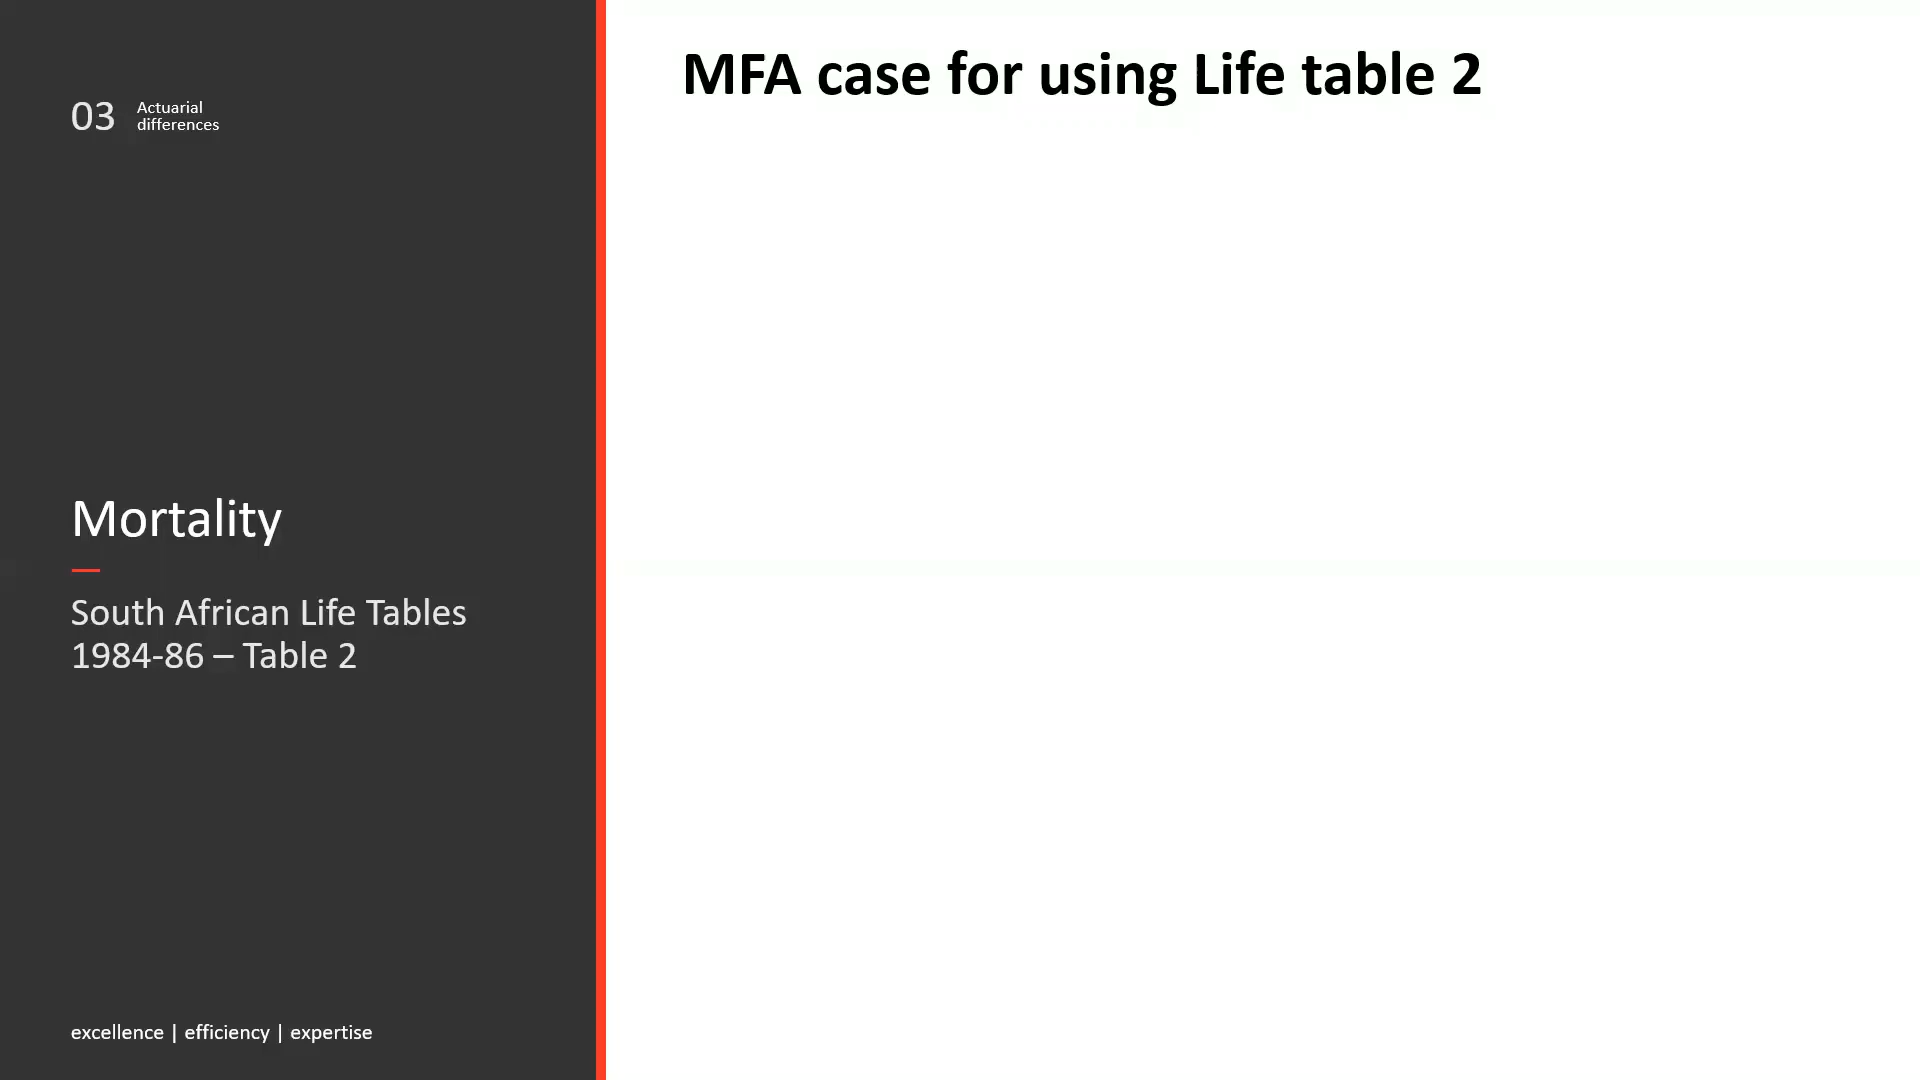 03
Actuarial
differences
Mortality
South African Life Tables
1984-86 – Table 2
excellence | efficiency | expertise
MFA case for using Life table 2